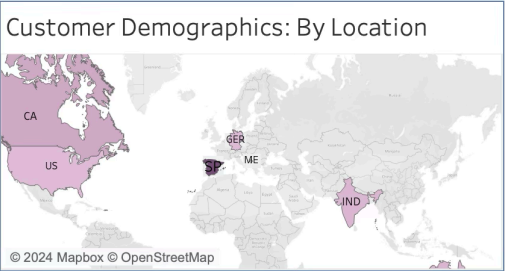 Customer Demographics: By Location
CA
US
GER
SP
ME
IND
© 2024 Mapbox © OpenStreetMap